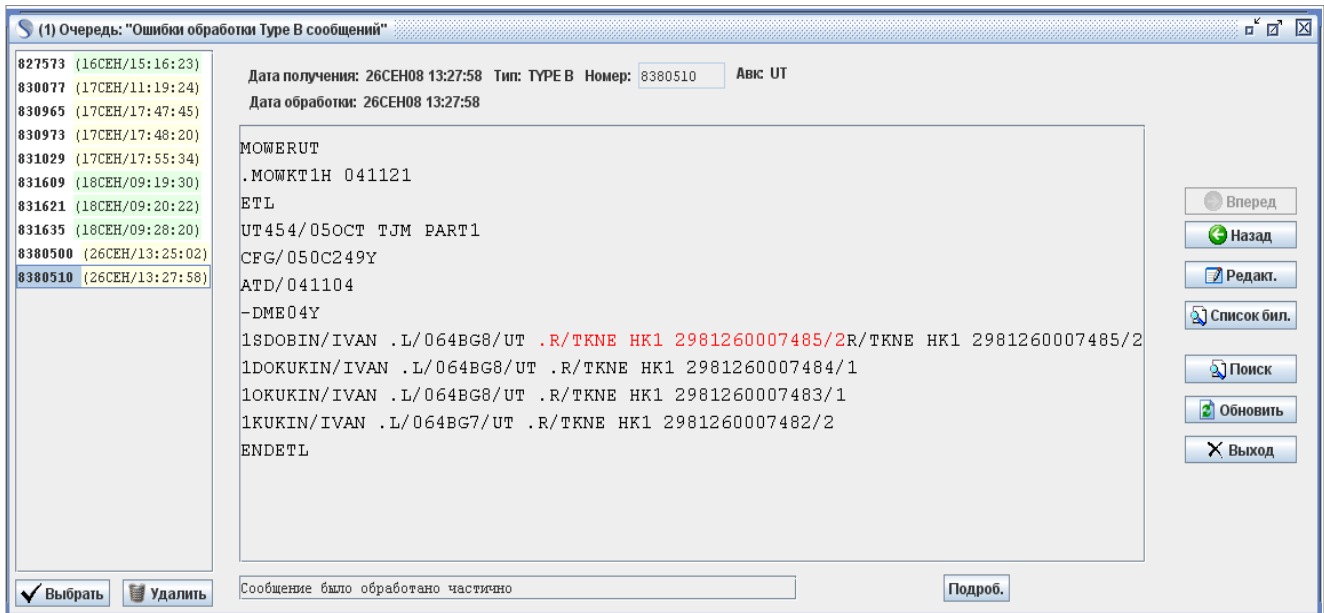 (1) Очередь: "Ошибки обработки Type B сообщений"
827573 (16СЕН/15:16:23)
830077 (17СЕН/11:19:24)
830965 (17СЕН/17:47:45)
830973 (17СЕН/17:48:20)
831029 (17СЕН/17:55:34)
831609 (18СЕН/09:19:30)
831621 (18СЕН/09:20:22)
831635 (18СЕН/09:28:20)
8380500 (26СЕН/13:25:02)
8380510 (26СЕН/13:27:58)
Дата получения: 26СЕН08 13:27:58 Тип: TYPE B Номер: 8380510 Авк: UT
Дата обработки: 26СЕН08 13:27:58
MOWERUT
.MOWKT1H 041121
ETL
UT454/05OCT TJM PART1
CFG/050C249Y
ATD/041104
-DME04Y
1SDOBIN/IVAN .L/064BG8/UT .R/TKNE HK1 2981260007485/2R/TKNE HK1 2981260007485/2
1DOKUKIN/IVAN .L/064BG8/UT .R/TKNE HK1 2981260007484/1
1OKUKIN/IVAN .L/064BG8/UT .R/TKNE HK1 2981260007483/1
1KUKIN/IVAN .L/064BG7/UT .R/TKNE HK1 2981260007482/2
ENDETL
Вперед
Назад
Редакт.
Список бил.
Поиск
Обновить
Выход
Выбрать Удалить Сообщение было обработано частично Подроб.